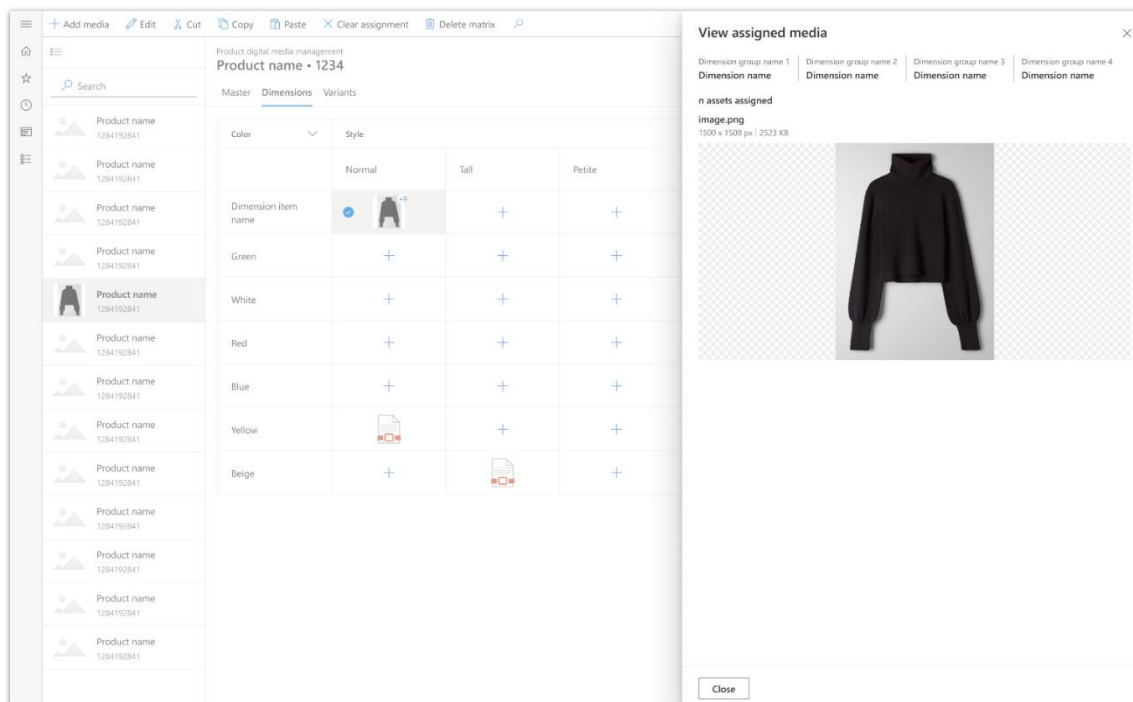 Add media Edit Cut Copy Paste Clear assignment Delete matrix
Search
Product name
1284192841
Product name
1284192841
Product name
1284192841
Product name
1284192841
Product name
1284192841
Product name
1284192841
Product name
1284192841
Product name
1284192841
Product name
1284192841
Product name
1284192841
Product name
1284192841
Product name
1284192841
Product name
1284192841
Product digital media management
Product name • 1234
Master Dimensions Variants
Color Style
Normal Tall Petite
Dimension item
name
+9
Green
White
Red
Blue
Yellow
Beige
View assigned media
Dimension group name 1 Dimension group name 2 Dimension group name 3 Dimension group name 4
Dimension name Dimension name Dimension name Dimension name
n assets assigned
image.png
1500 x 1500 px | 2523 KB
Close